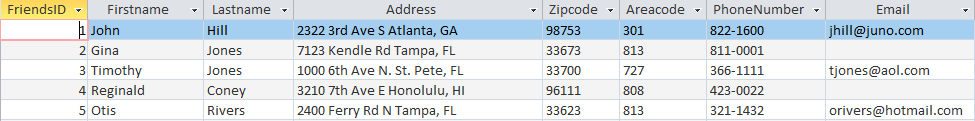 FriendsID Firstname Lastname Address Zipcode Areacode PhoneNumber Email
1 John Hill 2322 3rd Ave S Atlanta, GA 98753 301 822-1600 jhill@juno.com
2 Gina Jones 7123 Kendle Rd Tampa, FL 33673 813 811-0001
3 Timothy Jones 1000 6th Ave N. St. Pete, FL 33700 727 366-1111 tjones@aol.com
4 Reginald Coney 3210 7th Ave E Honolulu, HI 96111 808 423-0022
5 Otis Rivers 2400 Ferry Rd N Tampa, FL 33623 813 321-1432 orivers@hotmail.com